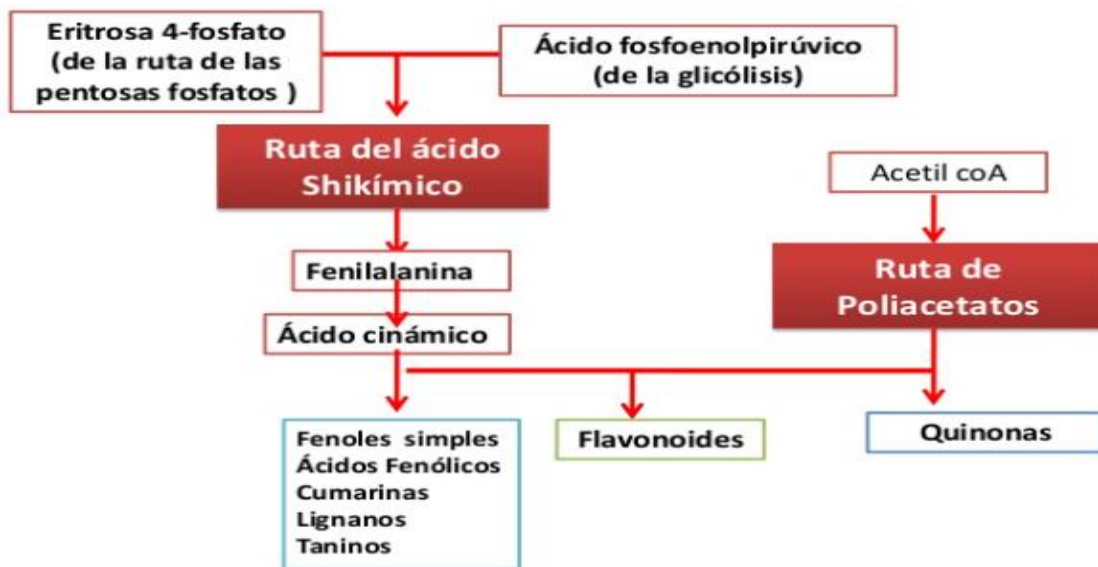 Eritrosa 4-fosfato
(de la ruta de las
pentosas fosfatos )
Ácido fosfoenolpirúvico
(de la glicólisis)
Ruta del ácido
Shikímico
Acetil coA
Fenilalanina
Ruta de
Poliacetatos
Ácido cinámico
Fenoles simples
Ácidos Fenólicos
Cumarinas
Lignanos
Taninos
Flavonoides
Quinonas